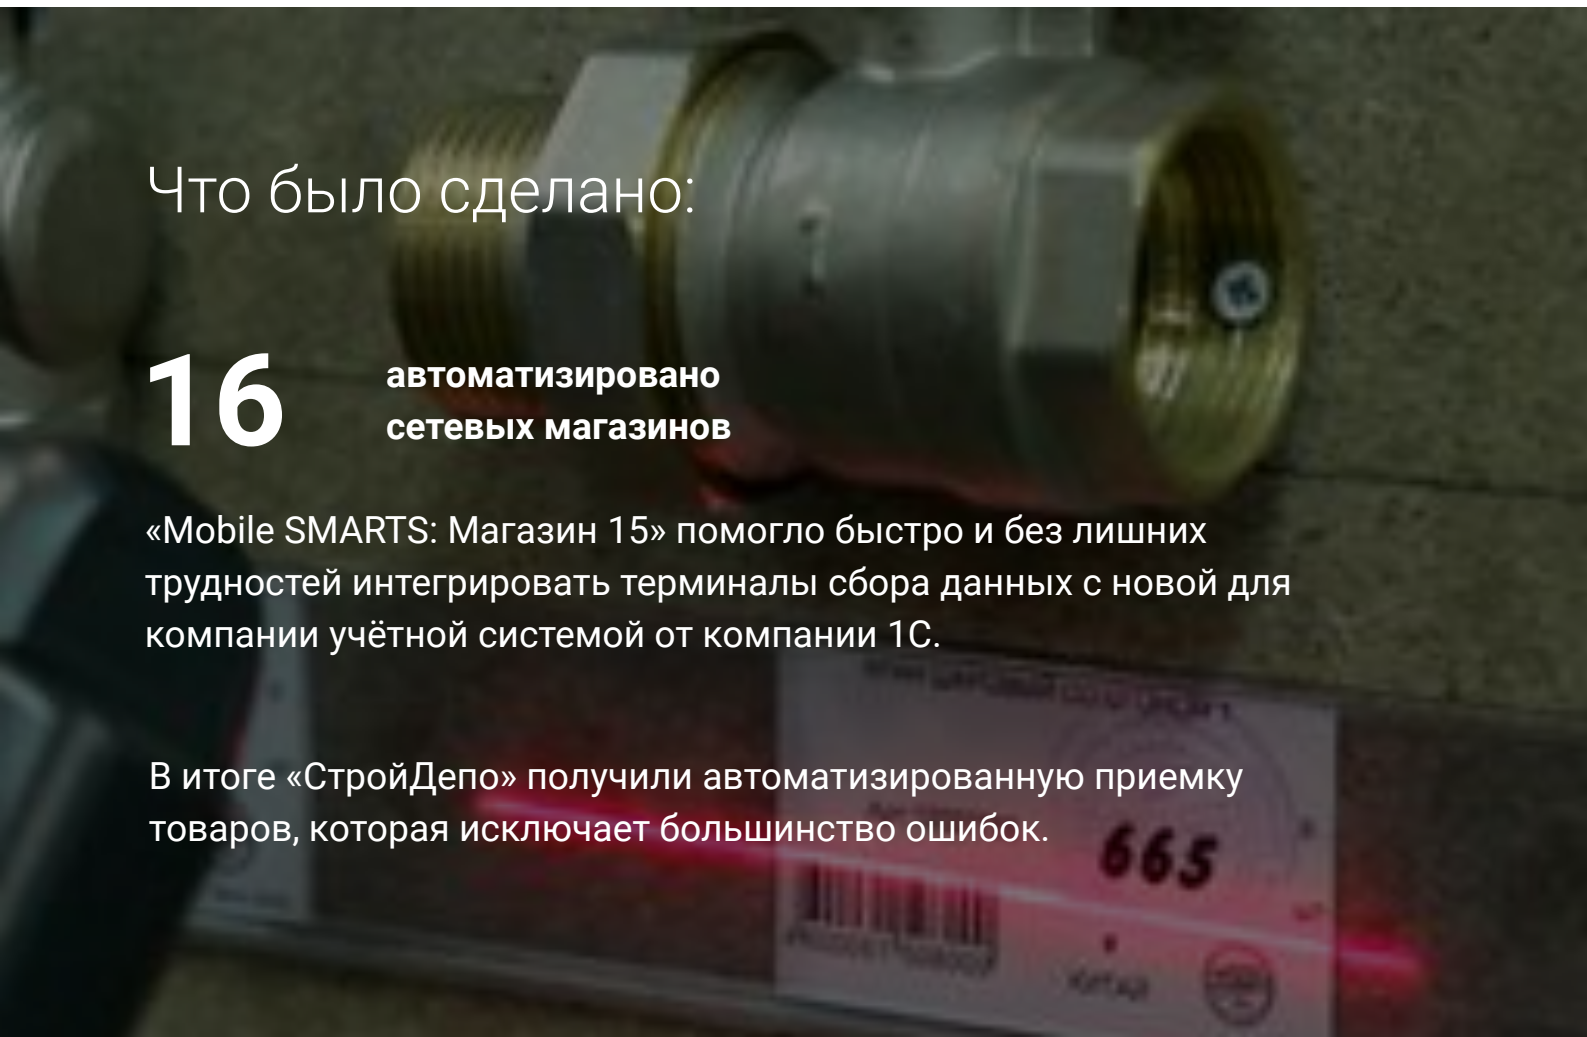 Что было сделано:
16
автоматизировано
сетевых магазинов
«Mobile SMARTS: Магазин 15» помогло быстро и без лишних
трудностей интегрировать терминалы сбора данных с новой для
компании учётной системой от компании 1С.
В итоге «СтройДепо» получили автоматизированную приемку
товаров, которая исключает большинство ошибок.
665
КИТАЙ